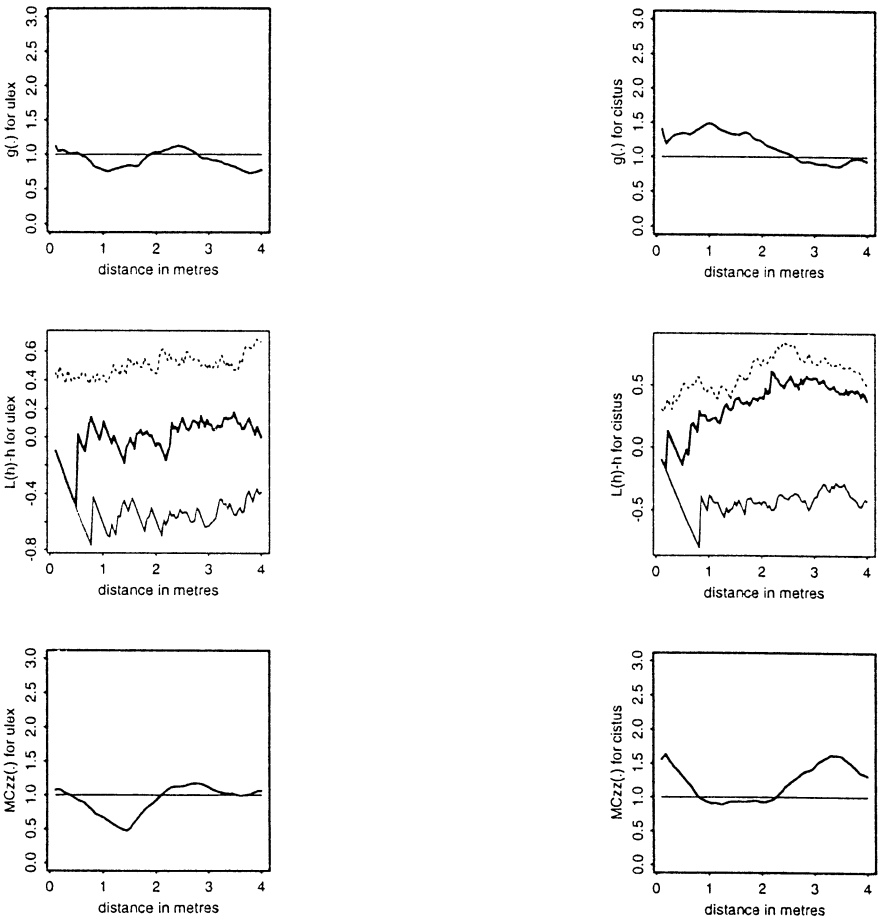 g(.) for ulex
0.0 0.5 1.0 1.5 2.0 2.5 3.0
0 1 2 3 4
distance in metres
g(.) for cistus
0.0 0.5 1.0 1.5 2.0 2.5 3.0
0 1 2 3 4
distance in metres
L(h)-h for ulex
-0.8 -0.4 0.0 0.2 0.4 0.6
0 1 2 3 4
distance in metres
L(h)-h for cistus
-0.5 0.0 0.5
0 1 2 3 4
distance in metres
MCzz(.) for ulex
0.0 0.5 1.0 1.5 2.0 2.5 3.0
0 1 2 3 4
distance in metres
MCzz(.) for cistus
0.0 0.5 1.0 1.5 2.0 2.5 3.0
0 1 2 3 4
distance in metres